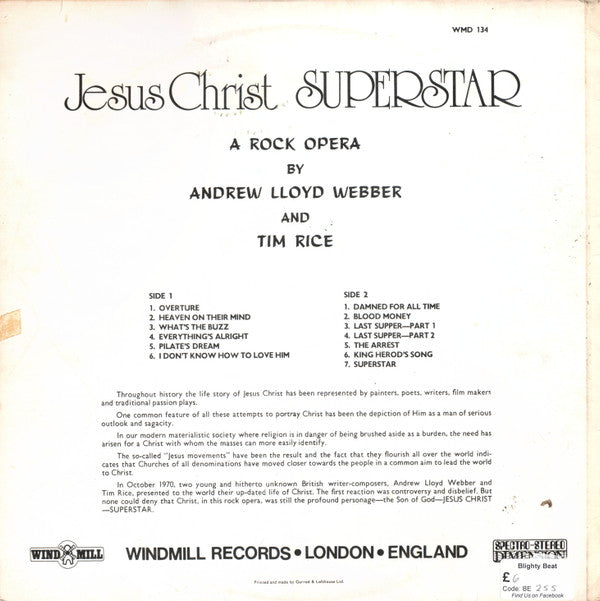 WMD 134
Jesus Christ SUPERSTAR
A ROCK OPERA
BY
ANDREW LLOYD WEBBER
AND
TIM RICE
SIDE 1
1. OVERTURE
2. HEAVEN ON THEIR MIND
3. WHAT'S THE BUZZ
4. EVERYTHING'S ALRIGHT
5. PILATE'S DREAM
6. I DON'T KNOW HOW TO LOVE HIM
SIDE 2
1. DAMNED FOR ALL TIME
2. BLOOD MONEY
3. LAST SUPPER—PART 1
4. LAST SUPPER—PART 2
5. THE ARREST
6. KING HEROD'S SONG
7. SUPERSTAR
Throughout history the life story of Jesus Christ has been represented by painters, poets, writers, film makers
and traditional passion plays.
One common feature of all these attempts to portray Christ has been the depiction of Him as a man of serious
outlook and sagacity.
In our modern materialistic society where religion is in danger of being brushed aside as a burden, the need has
arisen for a Christ with whom the masses can more easily identify.
The so-called "Jesus movements" have been the result and the fact that they flourish all over the world indi-
cates that Churches of all denominations have moved closer towards the people in a common aim to lead the world
to Christ.
In October 1970, two young and hitherto unknown British writer-composers, Andrew Lloyd Webber and
Tim Rice, presented to the world their up-dated life of Christ. The first reaction was controversy and disbelief. But
none could deny that Christ, in this rock opera, was still the profound personage—the Son of God—JESUS CHRIST
—SUPERSTAR.
WINDMILL
WINDMILL RECORDS • LONDON • ENGLAND
SPECTRO-STEREO
DIMENSION
Blighty Beat
£6
Code: BE 255
Find Us on Facebook
Printed and made by Garrod & Lofthouse Ltd.